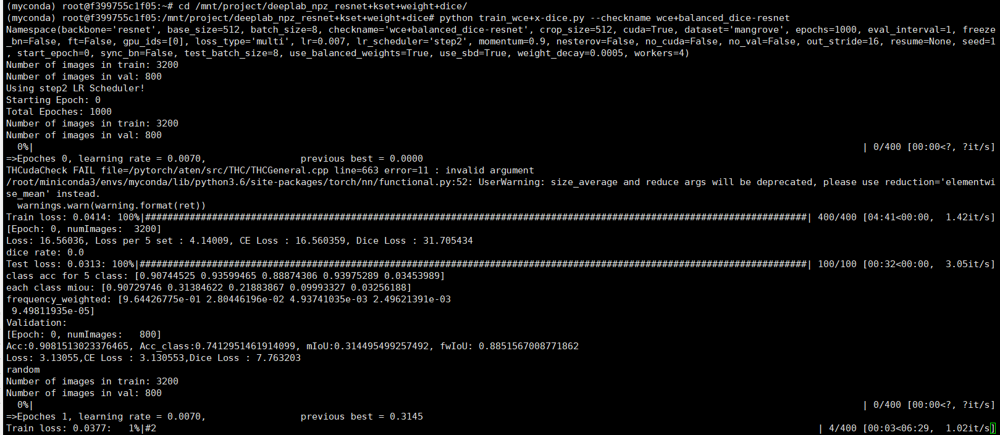 (myconda) root@f399755c1f05:~# cd /mnt/project/deeplab_npz_resnet+kset+weight+dice/
(myconda) root@f399755c1f05:/mnt/project/deeplab_npz_resnet+kset+weight+dice# python train_wce+x-dice.py --checkname wce+balanced_dice-resnet
Namespace(backbone='resnet', base_size=512, batch_size=8, checkname='wce+balanced_dice-resnet', crop_size=512, cuda=True, dataset='mangrove', epochs=1000, eval_interval=1, freeze
_bn=False, ft=False, gpu_ids=[0], loss_type='multi', lr=0.007, lr_scheduler='step2', momentum=0.9, nesterov=False, no_cuda=False, no_val=False, out_stride=16, resume=None, seed=1
, start_epoch=0, sync_bn=False, test_batch_size=8, use_balanced_weights=True, use_sbd=True, weight_decay=0.0005, workers=4)
Number of images in train: 3200
Number of images in val: 800
Using step2 LR Scheduler!
Starting Epoch: 0
Total Epoches: 1000
Number of images in train: 3200
Number of images in val: 800
  0%|                                                                                                                        | 0/400 [00:00<?, ?it/s]
=>Epoches 0, learning rate = 0.0070,                 previous best = 0.0000
THCudaCheck FAIL file=/pytorch/aten/src/THC/THCGeneral.cpp line=663 error=11 : invalid argument
/root/miniconda3/envs/myconda/lib/python3.6/site-packages/torch/nn/functional.py:52: UserWarning: size_average and reduce args will be deprecated, please use reduction='elementwi
se_mean' instead.
  warnings.warn(warning.format(ret))
Train loss: 0.0414: 100%|#######################################################################################################################| 400/400 [04:41<00:00,  1.42it/s]
[Epoch: 0, numImages:  3200]
Loss: 16.56036, Loss per 5 set : 4.14009, CE Loss : 16.560359, Dice Loss : 31.705434
dice rate: 0.0
Test loss: 0.0313: 100%|########################################################################################################################| 100/100 [00:32<00:00,  3.05it/s]
class acc for 5 class: [0.90744525 0.93599465 0.88874306 0.93975289 0.03453989]
each class miou: [0.90729746 0.31384622 0.21883867 0.09993327 0.03256188]
frequency_weighted: [9.64426775e-01 2.80446196e-02 4.93741035e-03 2.49621391e-03
 9.49811935e-05]
Validation:
[Epoch: 0, numImages:   800]
Acc:0.9081513023376465, Acc_class:0.7412951461914099, mIoU:0.314495499257492, fwIoU: 0.8851567008771862
Loss: 3.13055,CE Loss : 3.130553,Dice Loss : 7.763203
random
Number of images in train: 3200
Number of images in val: 800
  0%|                                                                                                                        | 0/400 [00:00<?, ?it/s]
=>Epoches 1, learning rate = 0.0070,                 previous best = 0.3145
Train loss: 0.0377:   1%|#2                                                                                                                       | 4/400 [00:03<06:29,  1.02it/s]